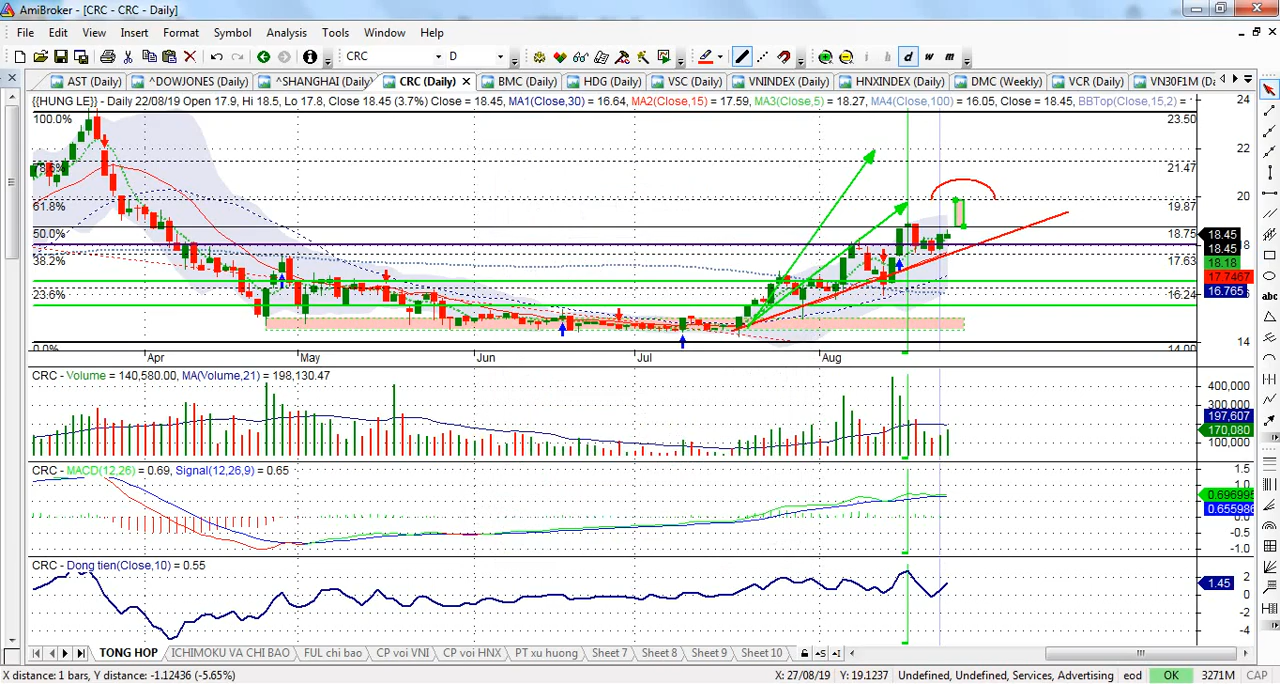 AmiBroker - [CRC - CRC - Daily]
File Edit View Insert Format Symbol Analysis Tools Window Help
CRC D i h d w m
AST (Daily) ^DOWJONES (Daily) ^SHANGHAI (Daily) CRC (Daily) BMC (Daily) HDG (Daily) VSC (Daily) VNINDEX (Daily) HNXINDEX (Daily) DMC (Weekly) VCR (Daily) VN30F1M (Da
{{HUNG LE}} - Daily 22/08/19 Open 17.9, Hi 18.5, Lo 17.8, Close 18.45 (3.7%) Close = 18.45, MA1(Close,30) = 16.64, MA2(Close,15) = 17.59, MA3(Close,5) = 18.27, MA4(Close,100) = 16.05, Close = 18.45, BBTop(Close,15,2) =
24
100.0% 23.50
22
78.6% 21.47
20
61.8% 19.87
50.0% 18.75
18.45
18.45
18
38.2% 17.63
18.18
17.7467
23.6% 16.24
16.765
14
0.0% 14.00
Apr May Jun Jul Aug
CRC - Volume = 140,580.00, MA(Volume,21) = 198,130.47
400,000
300,000
197,607
170,080
100,000
CRC - MACD(12,26) = 0.69, Signal(12,26,9) = 0.65
1.5
1.0
0.696995
0.655986
0.0
-0.5
-1.0
CRC - Dong tien(Close,10) = 0.55
2
1.45
0
-2
-4
abc
TONG HOP ICHIMOKU VA CHI BAO FUL chi bao CP voi VNI CP voi HNX PT xu huong Sheet 7 Sheet 8 Sheet 9 Sheet 10
X distance: 1 bars, Y distance: -1.12436 (-5.65%) X: 27/08/19 Y: 19.1237 Undefined, Undefined, Services, Advertising eod OK 3271M CAP